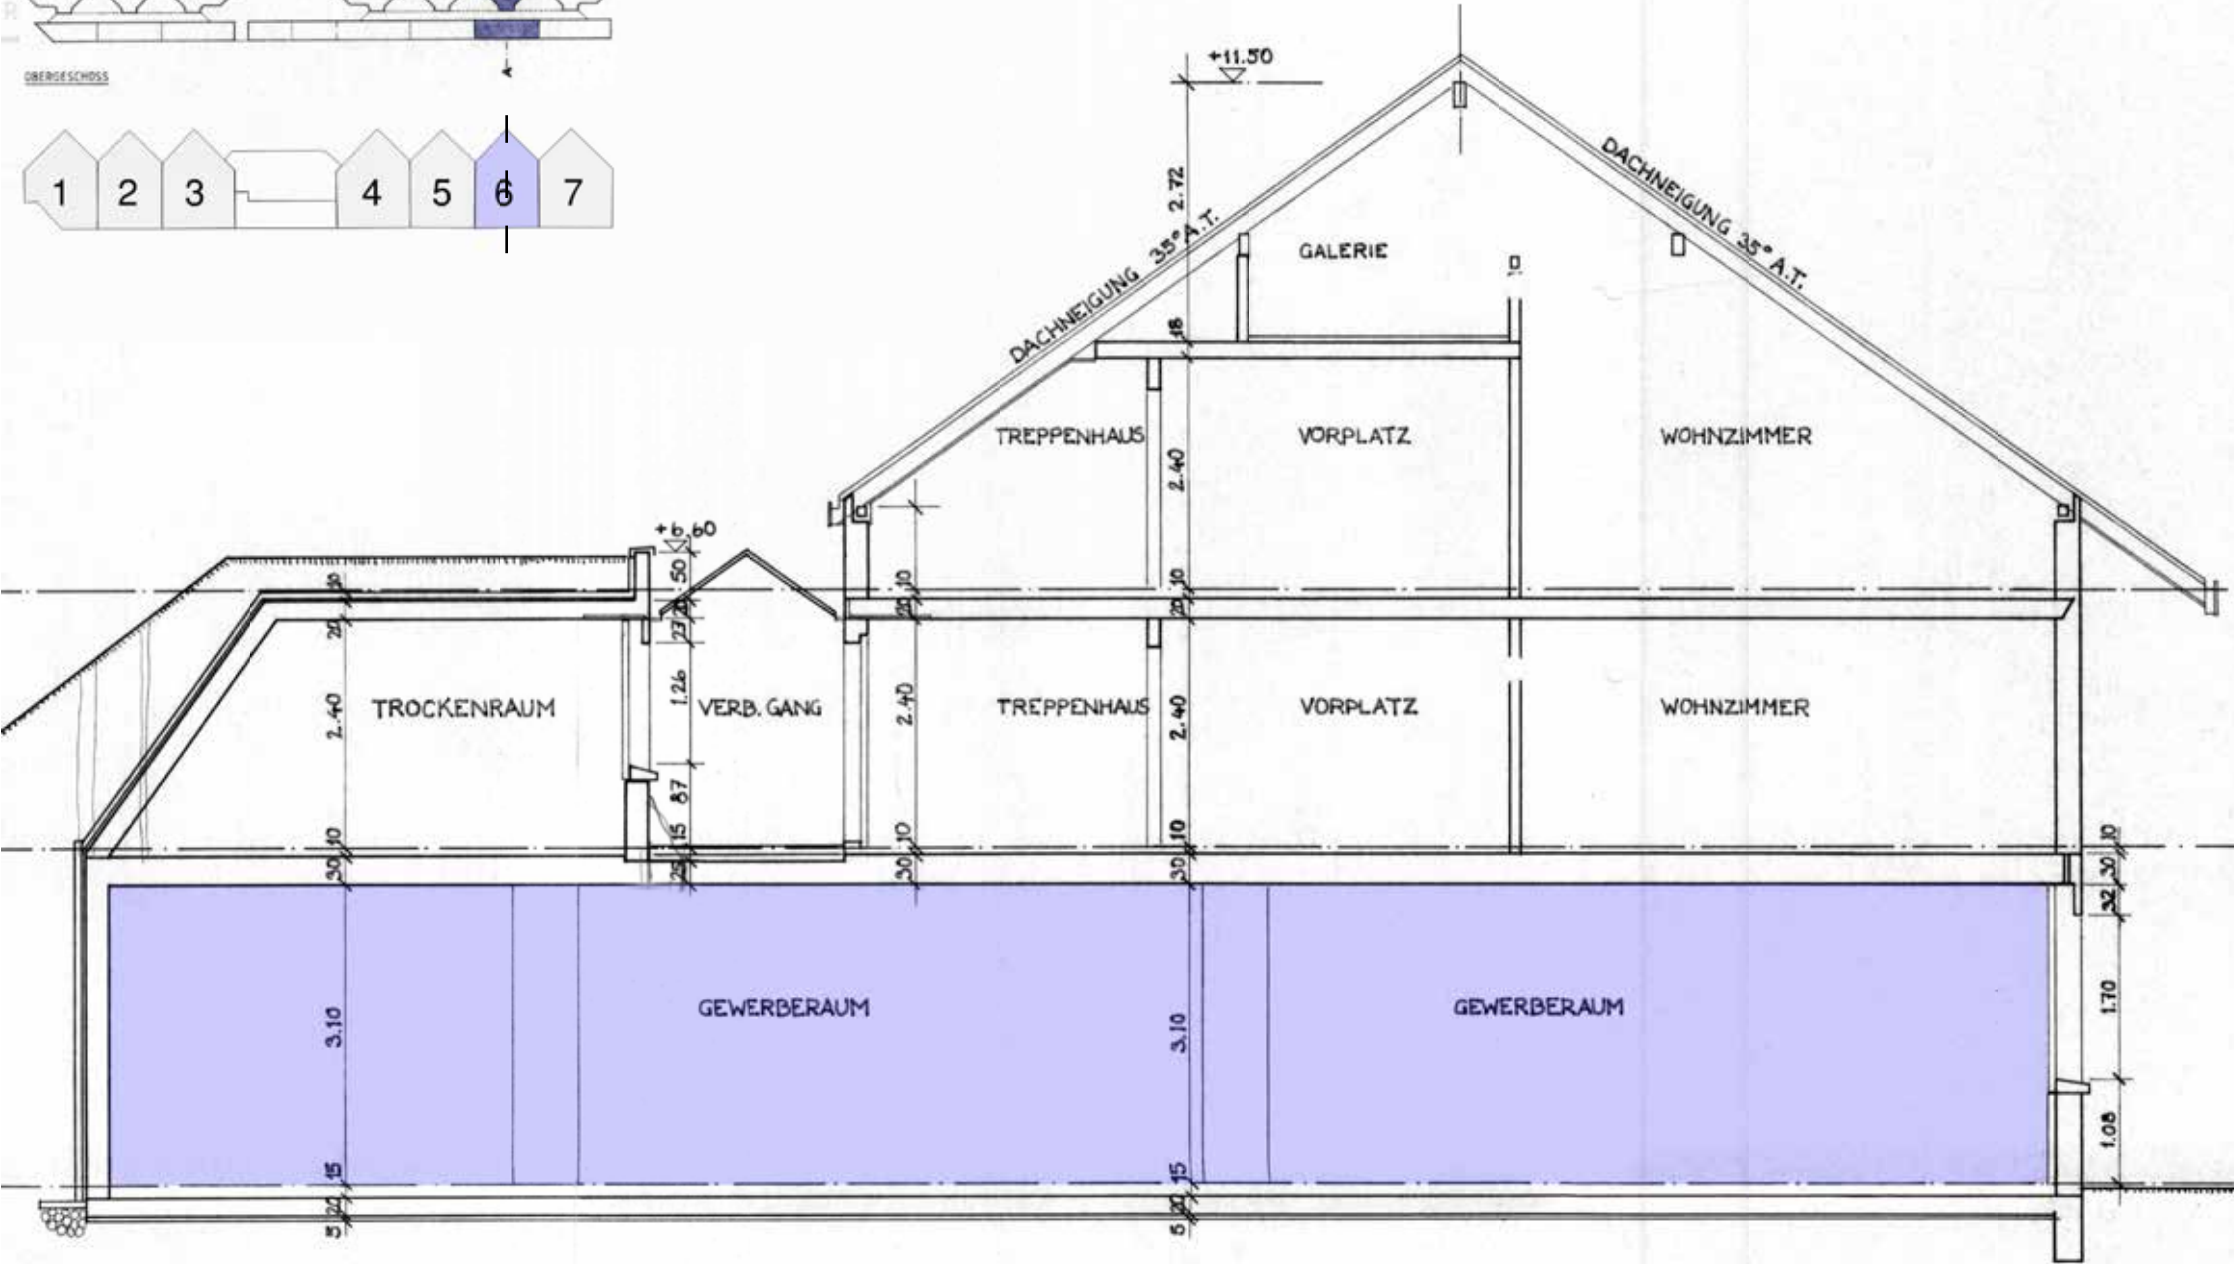 R
OBERGESCHOSS
A
1 2 3 4 5 6 7
+11.50
2.72
DACHNEIGUNG 35° A.T.
DACHNEIGUNG 35° A.T.
GALERIE
18
TREPPENHAUS
VORPLATZ
WOHNZIMMER
2.40
+6.60
50
10
10
20
20
20
23
TROCKENRAUM
2.40
1.26
VERB. GANG
2.40
TREPPENHAUS
2.40
VORPLATZ
WOHNZIMMER
87
10
15
10
10
10
30
25
30
30
30
32
GEWERBERAUM
GEWERBERAUM
3.10
3.10
1.70
1.08
15
15
20
20
5
5